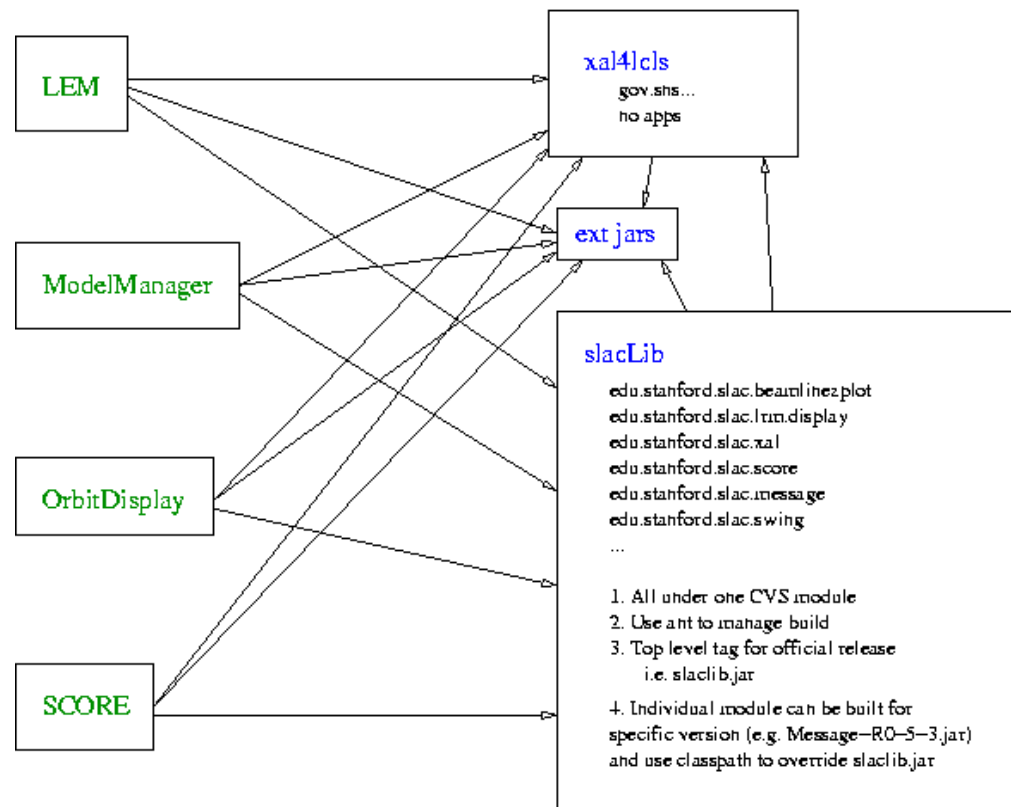 LEM
ModelManager
OrbitDisplay
SCORE
xal4lcls
gov.sns...
no apps
ext jars
slacLib
edu.stanford.slac.beamlinezplot
edu.stanford.slac.lrm.display
edu.stanford.slac.xal
edu.stanford.slac.score
edu.stanford.slac.message
edu.stanford.slac.swing
...
1. All under one CVS module
2. Use ant to manage build
3. Top level tag for official release
i.e. slaclib.jar
4. Individual module can be built for
specific version (e.g. Message-R0-5-3.jar)
and use classpath to override slaclib.jar